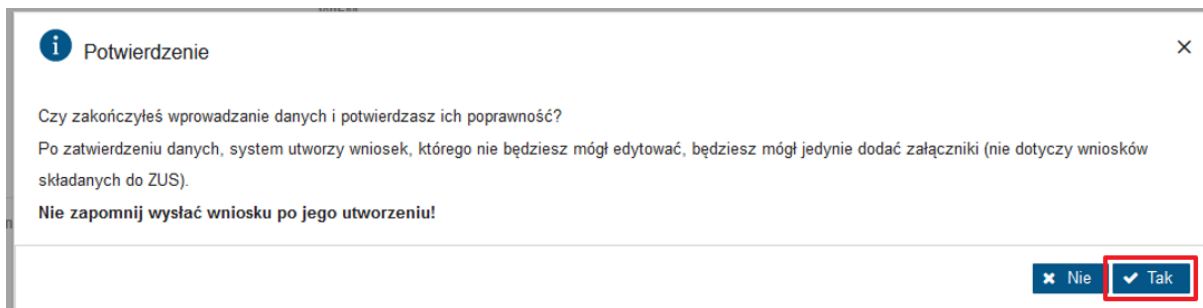 Potwierdzenie
Czy zakończyłeś wprowadzanie danych i potwierdzasz ich poprawność?
Po zatwierdzeniu danych, system utworzy wniosek, którego nie będziesz mógł edytować, będziesz mógł jedynie dodać załączniki (nie dotyczy wniosków
składanych do ZUS).
Nie zapomnij wysłać wniosku po jego utworzeniu!
Nie Tak